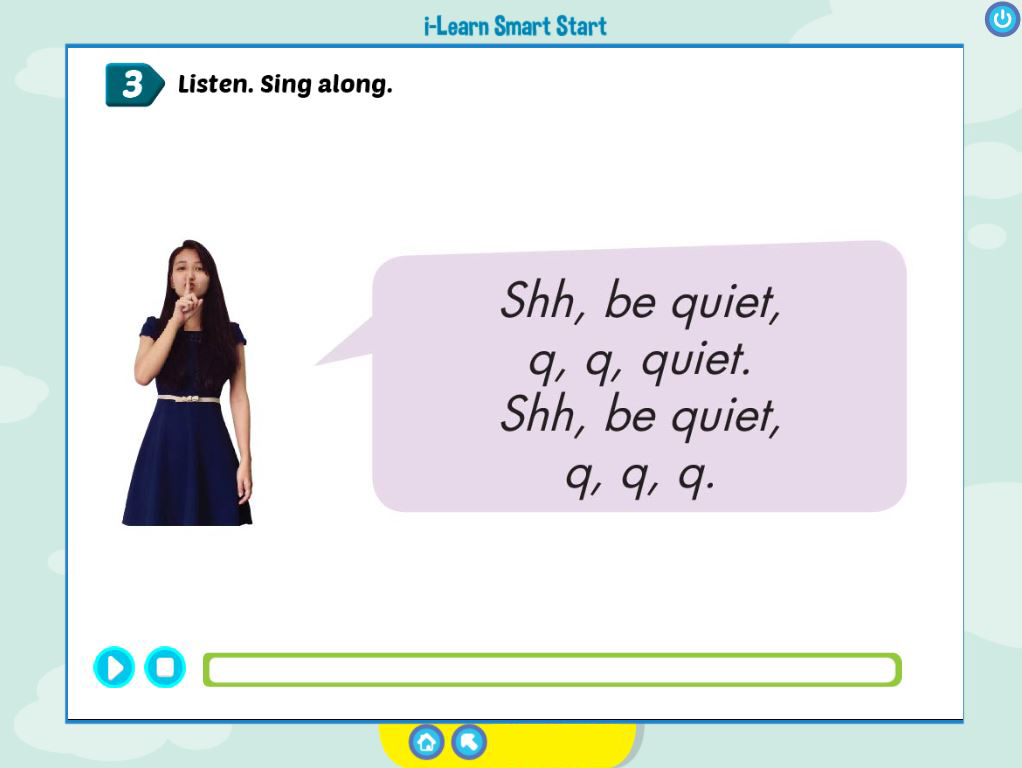 i-Learn Smart Start
3 Listen. Sing along.
Shh, be quiet,
q, q, quiet.
Shh, be quiet,
q, q, q.